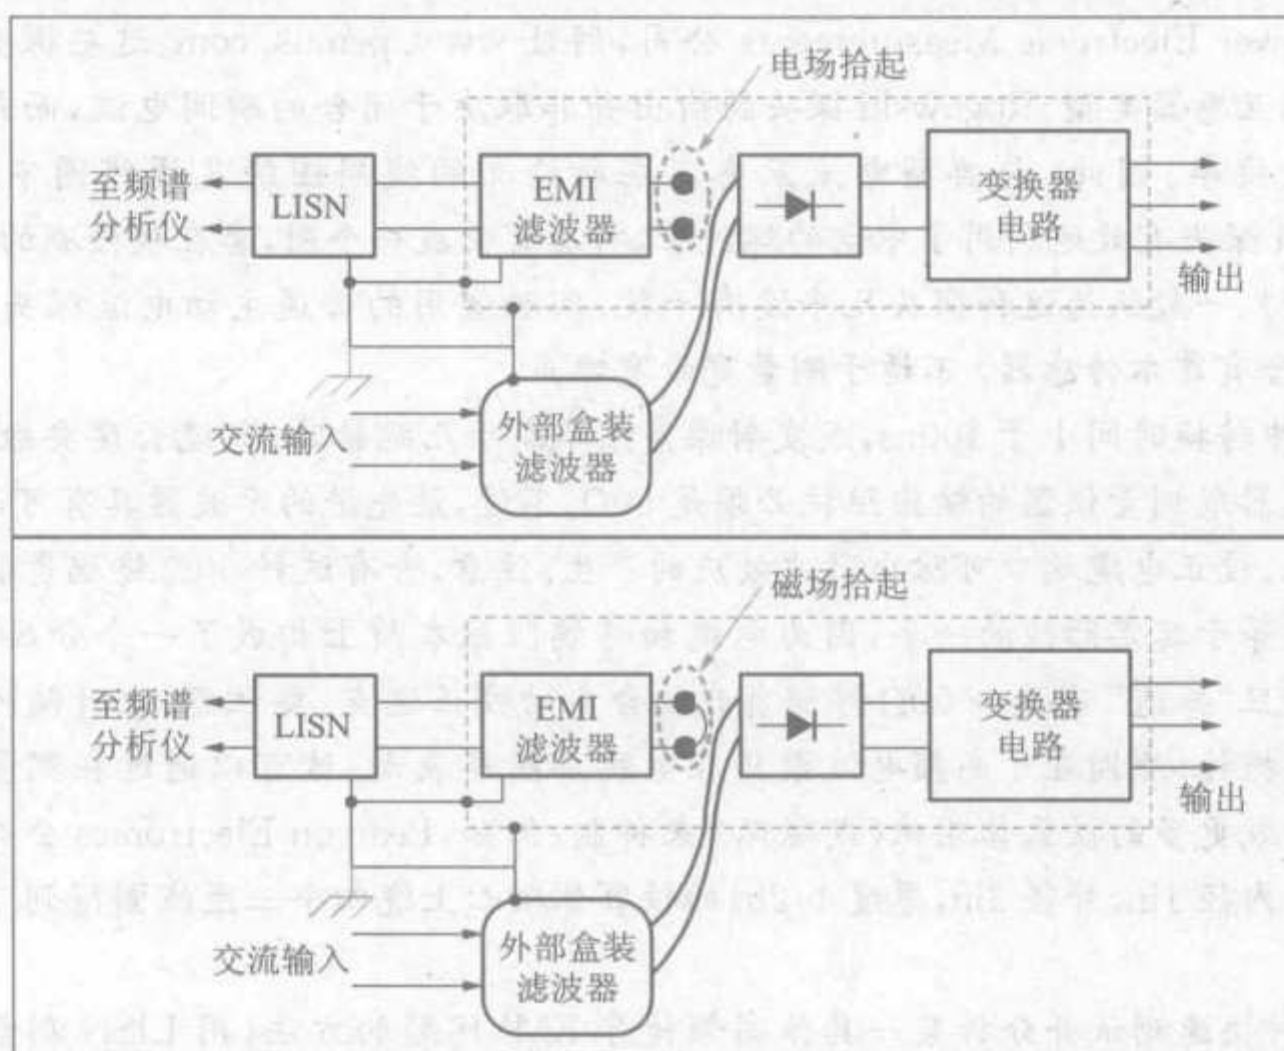 电场拾起
至频谱
分析仪
LISN
EMI
滤波器
变换器
电路
输出
交流输入
外部盒装
滤波器
磁场拾起
至频谱
分析仪
LISN
EMI
滤波器
变换器
电路
输出
交流输入
外部盒装
滤波器